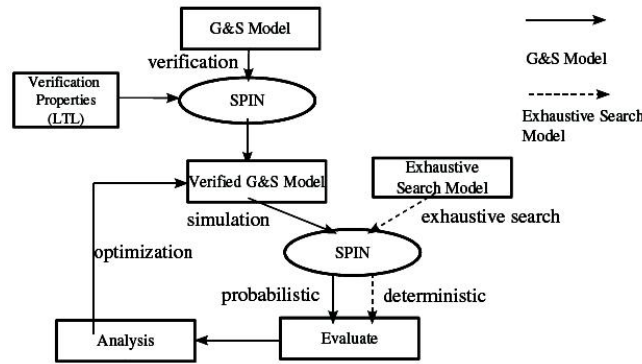 G&S Model
verification
Verification
Properties
(LTL)
SPIN
G&S Model
Exhaustive Search
Model
Verified G&S Model
Exhaustive
Search Model
simulation
exhaustive search
optimization
SPIN
probabilistic
deterministic
Analysis
Evaluate